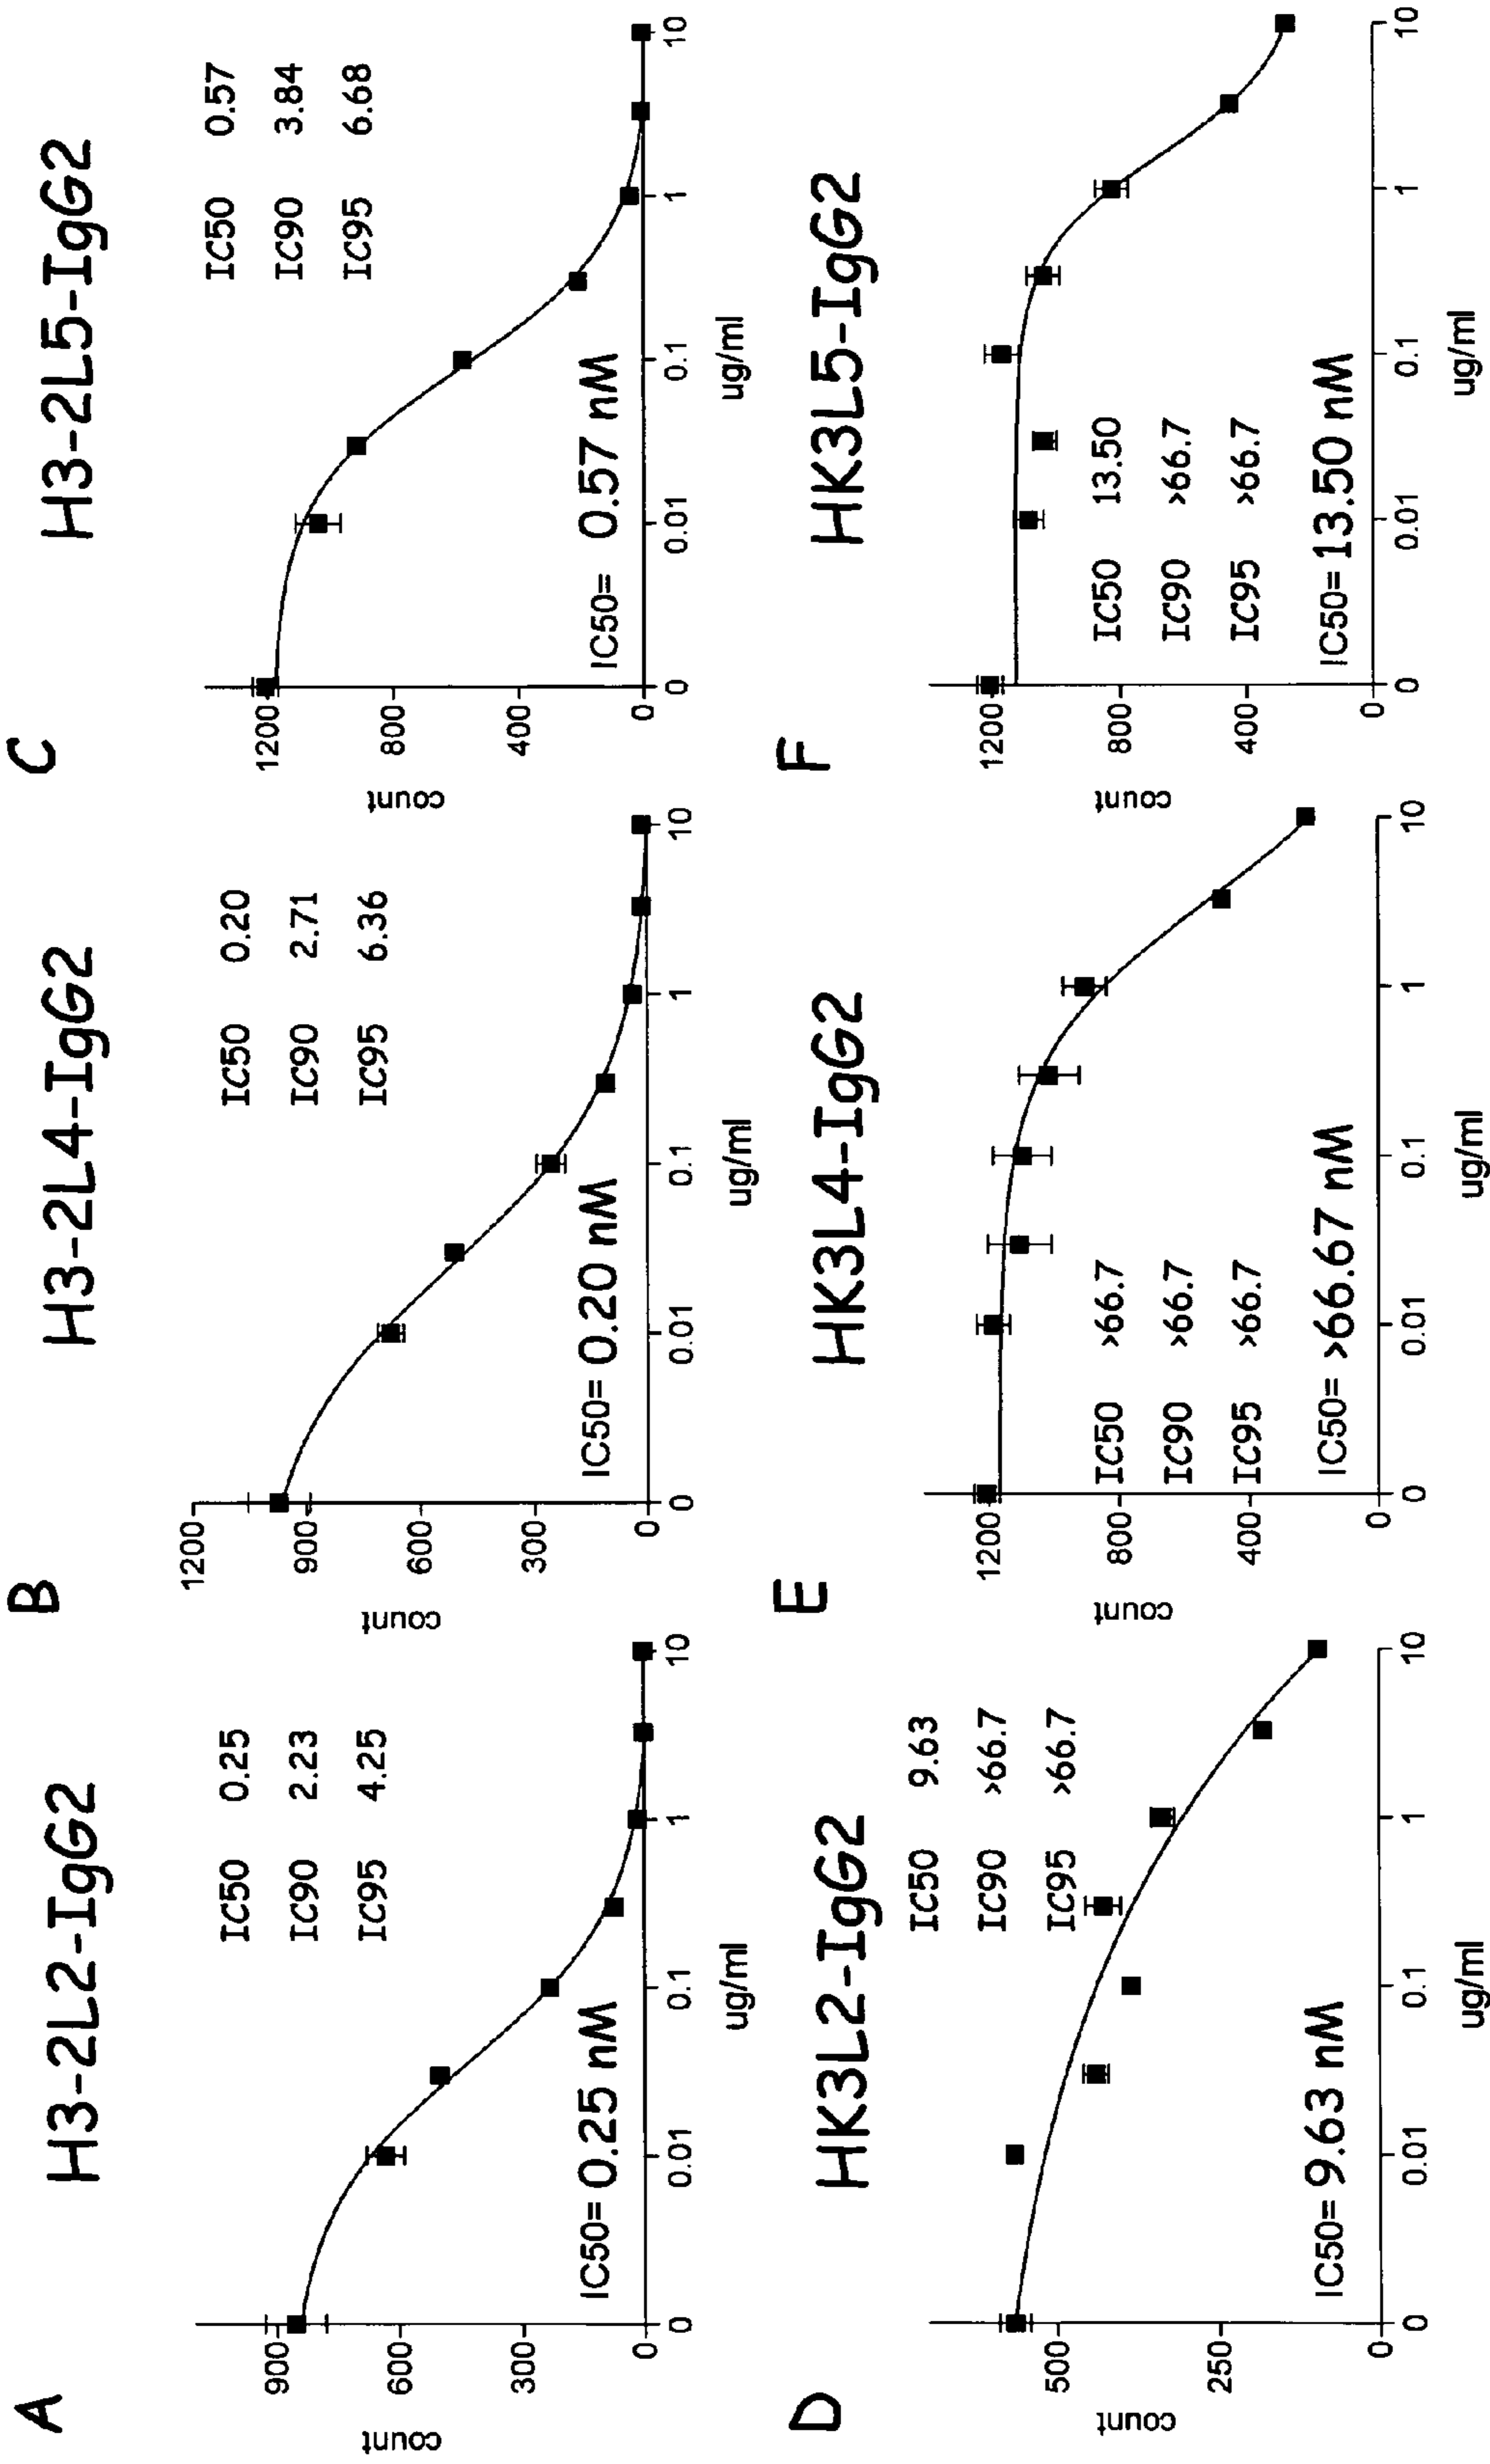 A
H3-2L2-IgG2
IC50 0.25
IC90 2.23
IC95 4.25
900
600
300
0
count
IC50= 0.25 nM
0 0.01 0.1 1 10
ug/ml
B
H3-2L4-IgG2
IC50 0.20
IC90 2.71
IC95 6.36
1200
900
600
300
0
count
IC50= 0.20 nM
0 0.01 0.1 1 10
ug/ml
C
H3-2L5-IgG2
IC50 0.57
IC90 3.84
IC95 6.68
1200
800
400
0
count
IC50= 0.57 nM
0 0.01 0.1 1 10
ug/ml
D
HK3L2-IgG2
IC50 9.63
IC90 >66.7
IC95 >66.7
500
250
0
count
IC50= 9.63 nM
0 0.01 0.1 1 10
ug/ml
E
HK3L4-IgG2
1200
800
400
0
count
IC50 >66.7
IC90 >66.7
IC95 >66.7
IC50= >66.67 nM
0 0.01 0.1 1 10
ug/ml
F
HK3L5-IgG2
1200
800
400
0
count
IC50 13.50
IC90 >66.7
IC95 >66.7
IC50= 13.50 nM
0 0.01 0.1 1 10
ug/ml